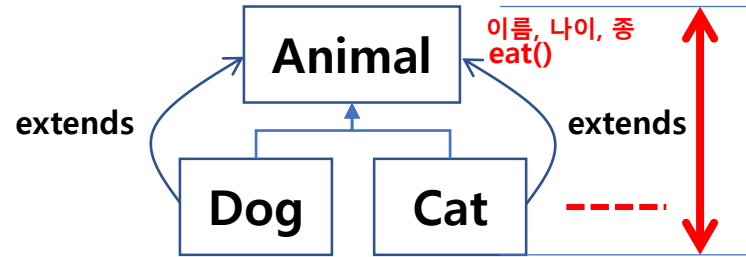 Animal
이름, 나이, 종
eat()
extends
extends
Dog
Cat